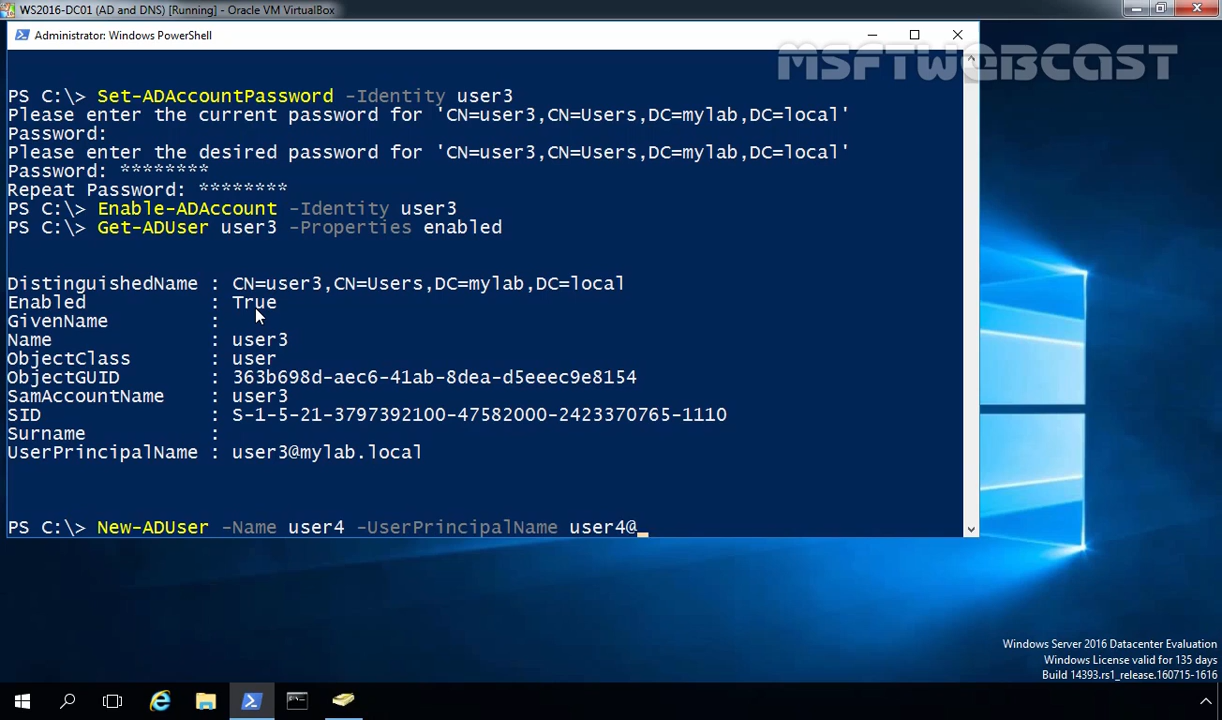 WS2016-DC01 (AD and DNS) [Running] - Oracle VM VirtualBox
Administrator: Windows PowerShell
MSFTWEBCAST
PS C:\> Set-ADAccountPassword -Identity user3
Please enter the current password for 'CN=user3,CN=Users,DC=mylab,DC=local'
Password:
Please enter the desired password for 'CN=user3,CN=Users,DC=mylab,DC=local'
Password: ********
Repeat Password: ********
PS C:\> Enable-ADAccount -Identity user3
PS C:\> Get-ADUser user3 -Properties enabled
DistinguishedName : CN=user3,CN=Users,DC=mylab,DC=local
Enabled : True
GivenName :
Name : user3
ObjectClass : user
ObjectGUID : 363b698d-aec6-41ab-8dea-d5eeec9e8154
SamAccountName : user3
SID : S-1-5-21-3797392100-47582000-2423370765-1110
Surname :
UserPrincipalName : user3@mylab.local
PS C:\> New-ADUser -Name user4 -UserPrincipalName user4@_
Windows Server 2016 Datacenter Evaluation
Windows License valid for 135 days
Build 14393.rs1_release.160715-1616